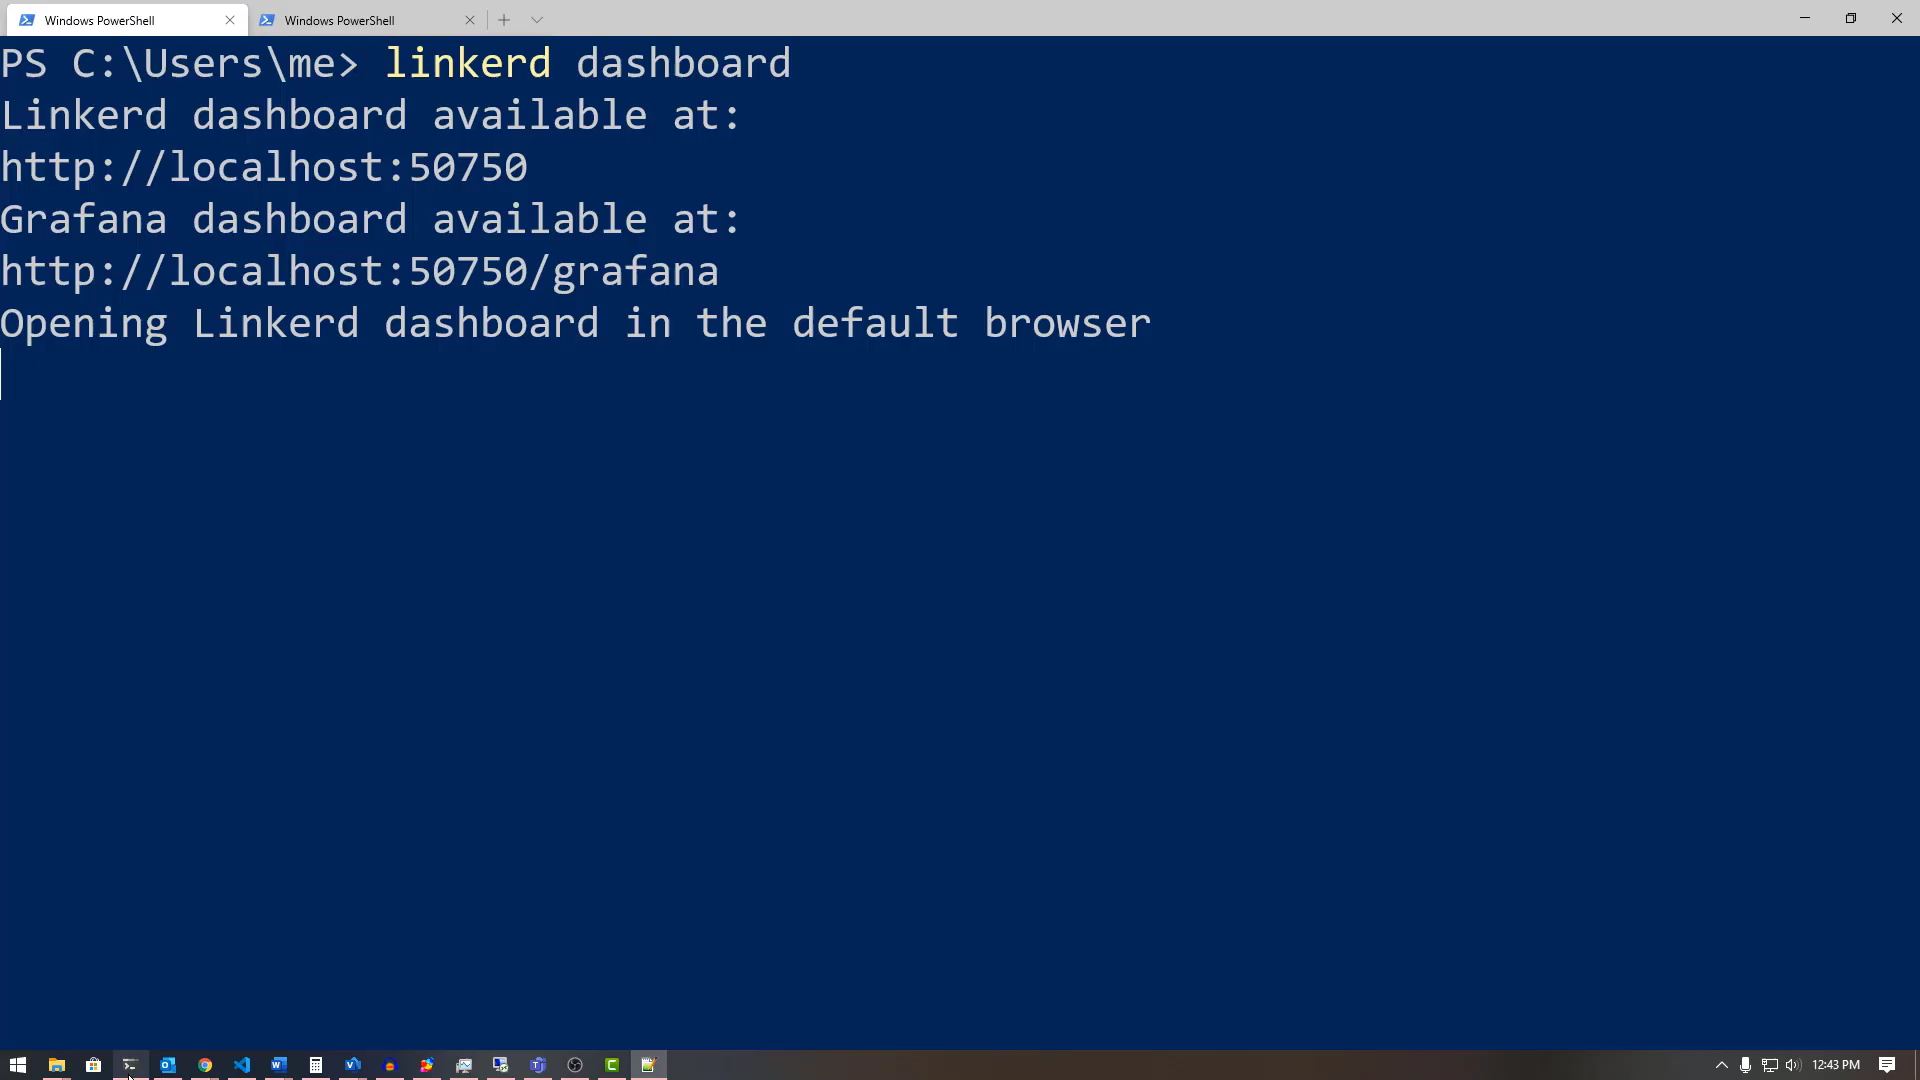 Windows PowerShell
Windows PowerShell
PS C:\Users\me> linkerd dashboard
Linkerd dashboard available at:
http://localhost:50750
Grafana dashboard available at:
http://localhost:50750/grafana
Opening Linkerd dashboard in the default browser
12:43 PM